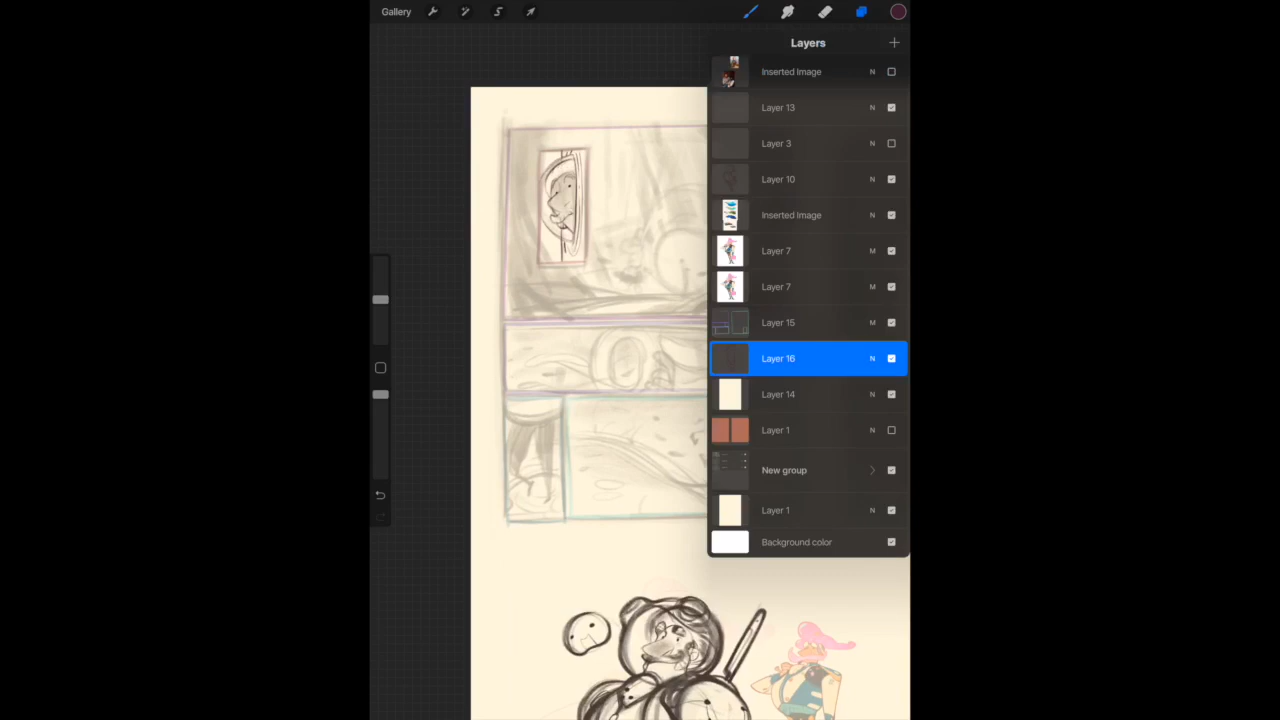 Gallery
Layers
Inserted Image N
Layer 13 N
Layer 3 N
Layer 10 N
Inserted Image N
Layer 7 M
Layer 7 M
Layer 15 M
Layer 16 N
Layer 14 N
Layer 1 N
New group
Layer 1 N
Background color